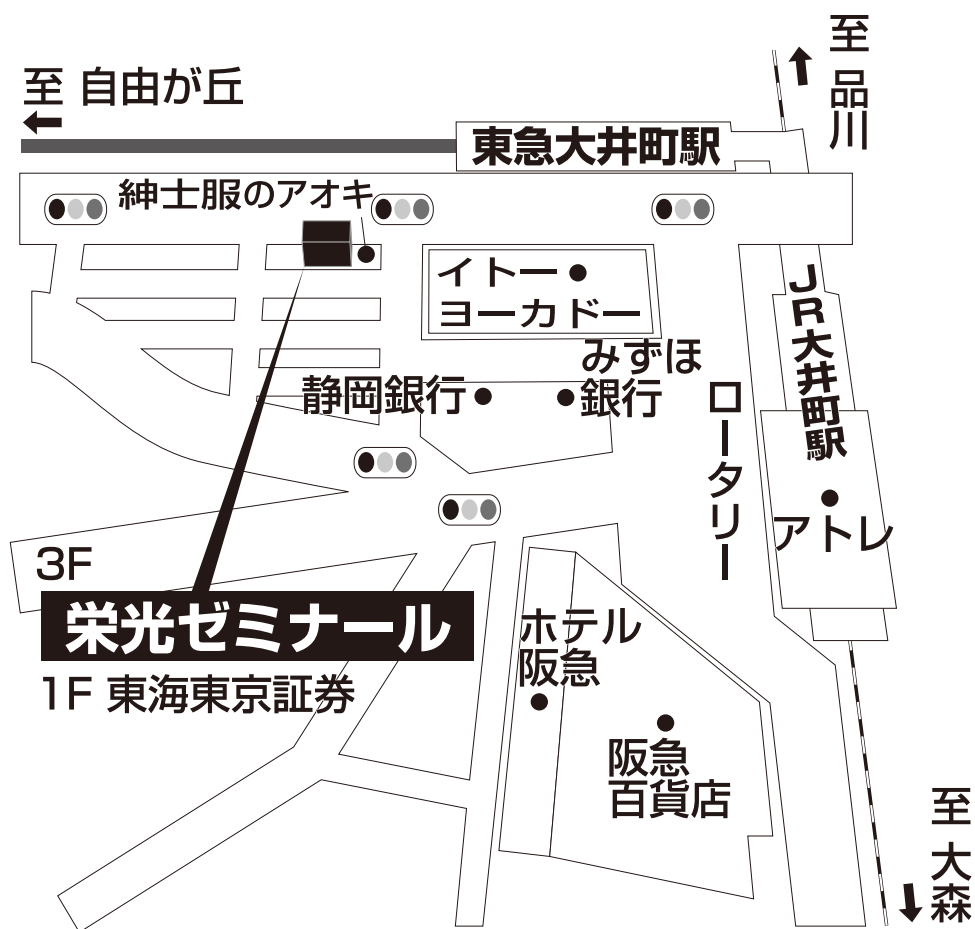 至 品川
至 自由が丘
東急大井町駅
紳士服のアオキ
イトー
ヨーカドー
JR大井町駅
みずほ
銀行
静岡銀行
ロータリー
アトレ
3F
栄光ゼミナール
1F 東海東京証券
ホテル
阪急
阪急
百貨店
至 大森